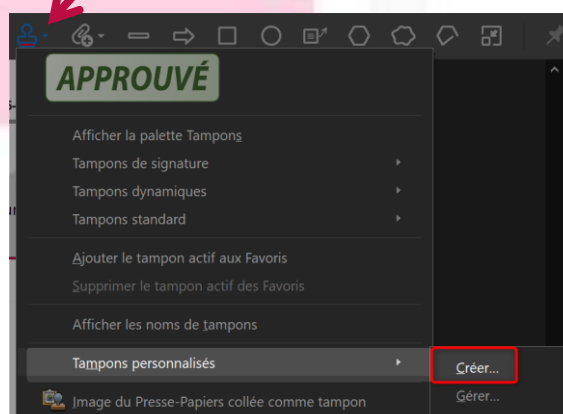 APPROUVÉ
Afficher la palette Tampons
Tampons de signature
Tampons dynamiques
Tampons standard
Ajouter le tampon actif aux Favoris
Supprimer le tampon actif des Favoris
Afficher les noms de tampons
Tampons personnalisés
Créer...
Image du Presse-Papiers collée comme tampon
Gérer...